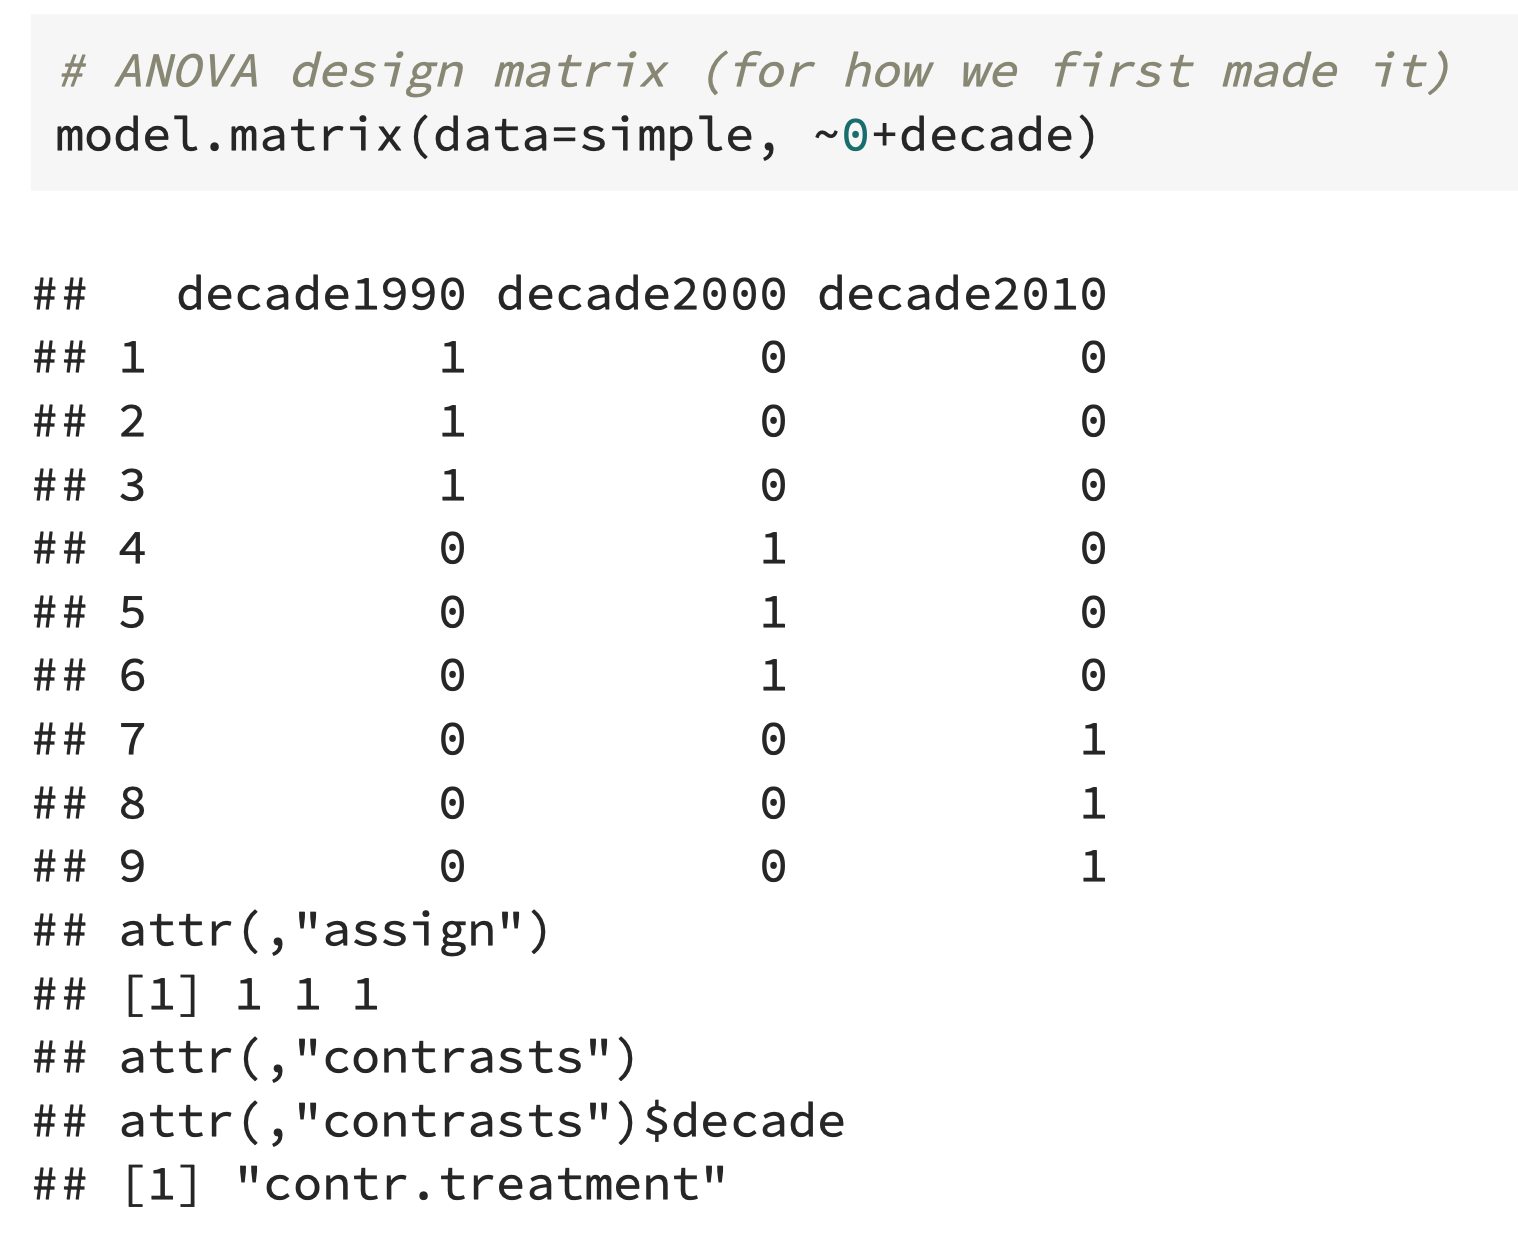 # ANOVA design matrix (for how we first made it)
model.matrix(data=simple, ~0+decade)
##   decade1990 decade2000 decade2010
## 1          1          0          0
## 2          1          0          0
## 3          1          0          0
## 4          0          1          0
## 5          0          1          0
## 6          0          1          0
## 7          0          0          1
## 8          0          0          1
## 9          0          0          1
## attr(,"assign")
## [1] 1 1 1
## attr(,"contrasts")
## attr(,"contrasts")$decade
## [1] "contr.treatment"